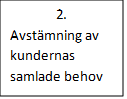 2.
Avstämning av
kundernas
samlade behov